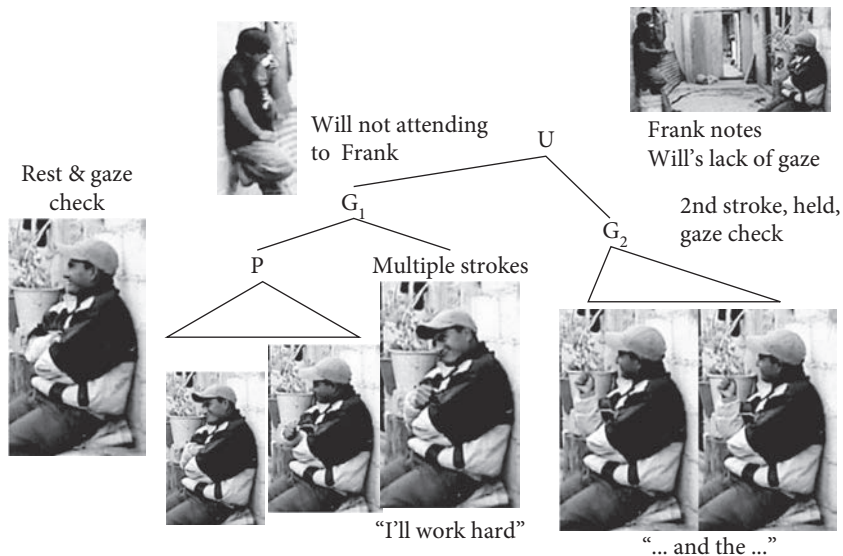 Will not attending
to Frank
U
Frank notes
Will's lack of gaze
Rest & gaze
check
G1
2nd stroke, held,
gaze check
G2
P
Multiple strokes
"I'll work hard"
"... and the ..."